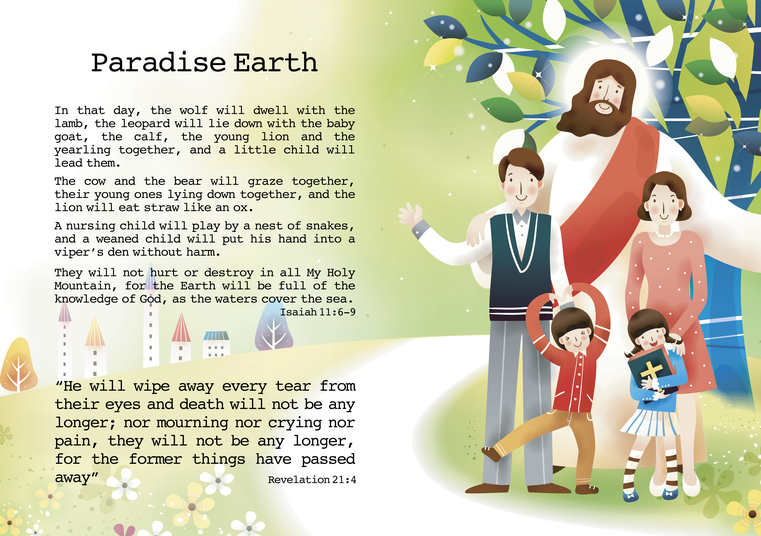 Paradise Earth
In that day, the wolf will dwell with the
lamb, the leopard will lie down with the baby
goat, the calf, the young lion and the
yearling together, and a little child will
lead them.
The cow and the bear will graze together,
their young ones lying down together, and the
lion will eat straw like an ox.
A nursing child will play by a nest of snakes,
and a weaned child will put his hand into a
viper's den without harm.
They will not hurt or destroy in all My Holy
Mountain, for the Earth will be full of the
knowledge of God, as the waters cover the sea.
Isaiah 11:6-9
"He will wipe away every tear from
their eyes and death will not be any
longer; nor mourning nor crying nor
pain, they will not be any longer,
for the former things have passed
away" Revelation 21:4